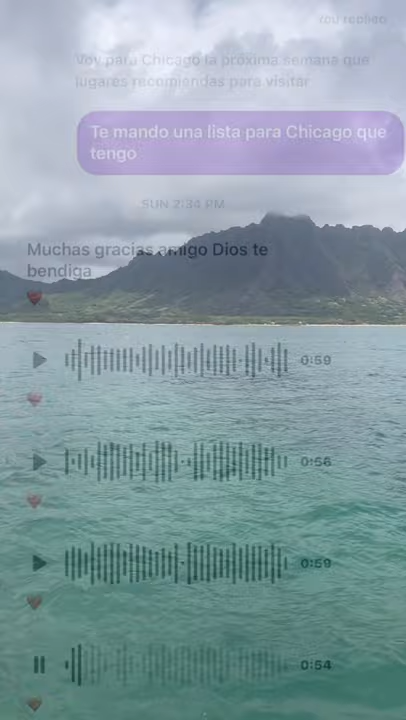 You replied
Voy para Chicago la próxima semana que
lugares recomiendas para visitar
Te mando una lista para Chicago que
tengo
SUN 2:34 PM
Muchas gracias amigo Dios te
bendiga
0:59
0:56
0:59
0:54